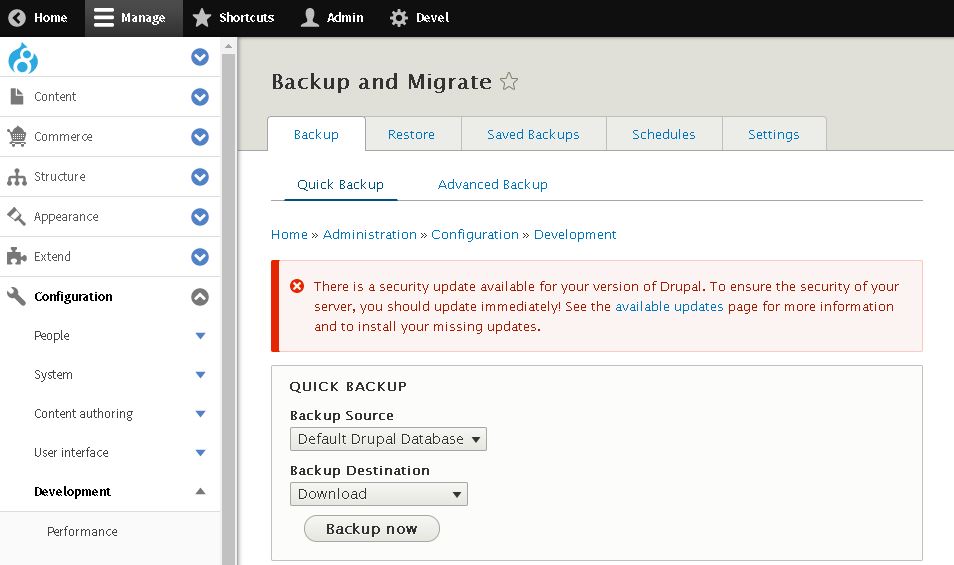 Home Manage Shortcuts Admin Devel
Content
Commerce
Structure
Appearance
Extend
Configuration
People
System
Content authoring
User interface
Development
Performance
Backup and Migrate
Backup Restore Saved Backups Schedules Settings
Quick Backup Advanced Backup
Home » Administration » Configuration » Development
There is a security update available for your version of Drupal. To ensure the security of your
server, you should update immediately! See the available updates page for more information
and to install your missing updates.
QUICK BACKUP
Backup Source
Default Drupal Database
Backup Destination
Download
Backup now